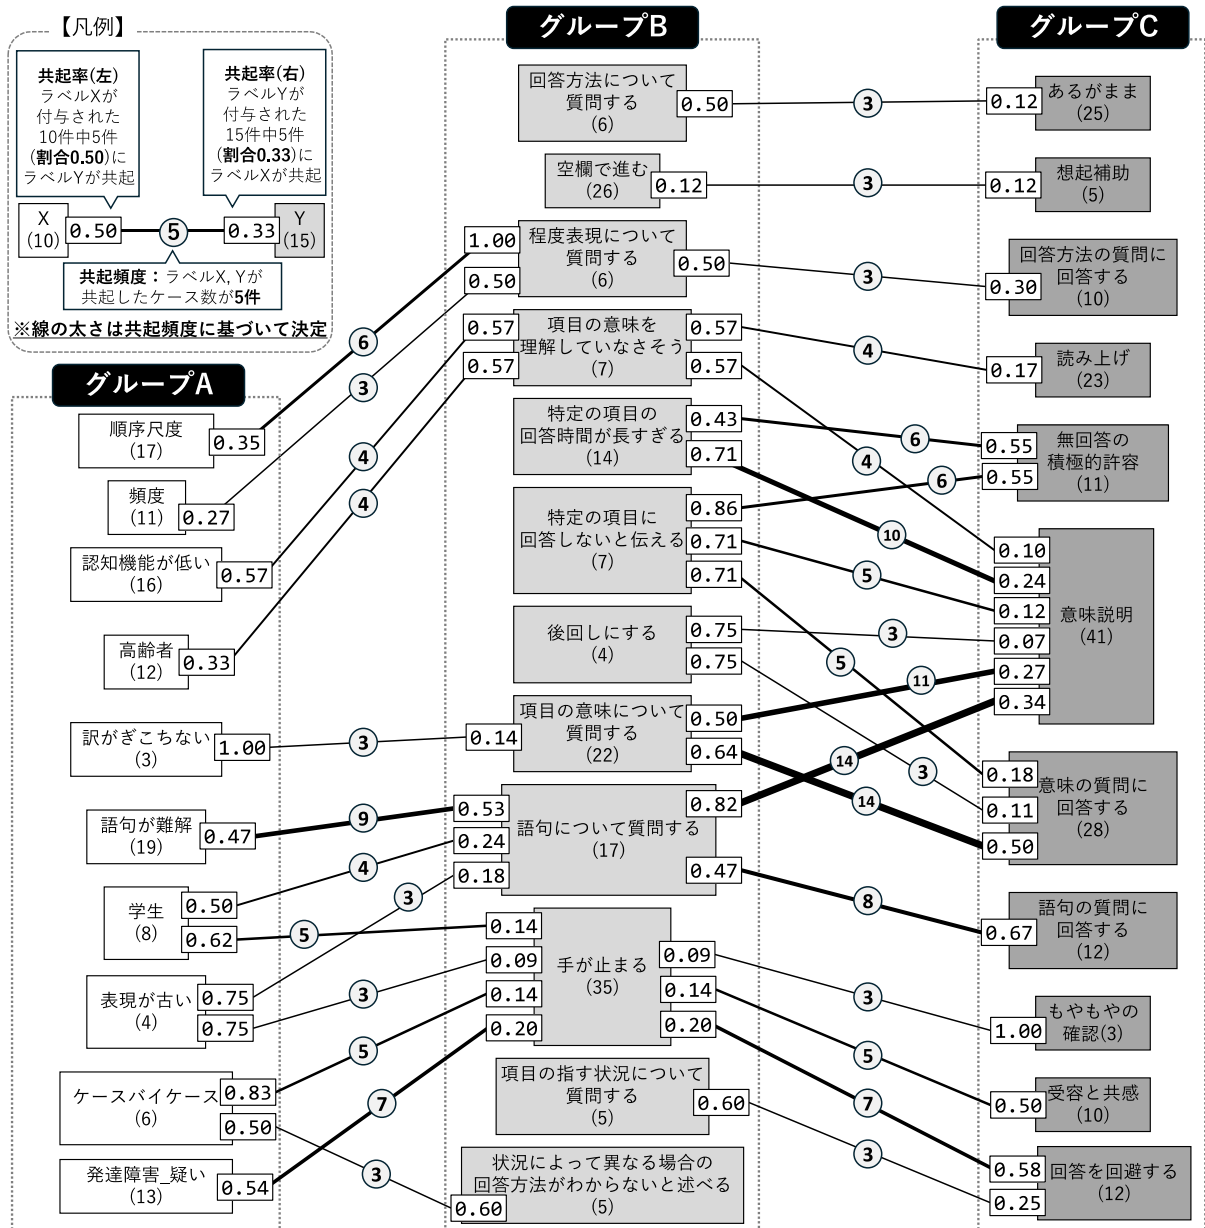 【凡例】
共起率(左)
ラベルXが
付与された
10件中5件
(割合0.50)に
ラベルYが共起
共起率(右)
ラベルYが
付与された
15件中5件
(割合0.33)に
ラベルXが共起
X
(10)
0.50
5
0.33
Y
(15)
共起頻度：ラベルX, Yが
共起したケース数が5件
※線の太さは共起頻度に基づいて決定
グループA
順序尺度
(17)
0.35
頻度
(11)
0.27
認知機能が低い
(16)
0.57
高齢者
(12)
0.33
訳がぎこちない
(3)
1.00
語句が難解
(19)
0.47
学生
(8)
0.50
0.62
表現が古い
(4)
0.75
0.75
ケースバイケース
(6)
0.83
0.50
発達障害_疑い
(13)
0.54
6
3
4
4
3
9
4
3
5
3
5
7
3
グループB
回答方法について
質問する
(6)
0.50
空欄で進む
(26)
0.12
1.00
0.50
程度表現について
質問する
(6)
0.50
0.57
0.57
項目の意味を
理解していなさそう
(7)
0.57
0.57
特定の項目の
回答時間が長すぎる
(14)
0.43
0.71
特定の項目に
回答しないと伝える
(7)
0.86
0.71
0.71
後回しにする
(4)
0.75
0.75
0.14
項目の意味について
質問する
(22)
0.50
0.64
0.53
0.24
0.18
語句について質問する
(17)
0.82
0.47
0.14
0.09
0.14
0.20
手が止まる
(35)
0.09
0.14
0.20
項目の指す状況について
質問する
(5)
0.60
状況によって異なる場合の
回答方法がわからないと述べる
(5)
0.60
3
3
3
4
6
4
6
10
5
3
5
11
14
3
14
8
3
5
7
3
グループC
0.12
あるがまま
(25)
0.12
想起補助
(5)
0.30
回答方法の質問に
回答する
(10)
0.17
読み上げ
(23)
0.55
0.55
無回答の
積極的許容
(11)
0.10
0.24
0.12
0.07
0.27
0.34
意味説明
(41)
0.18
0.11
0.50
意味の質問に
回答する
(28)
0.67
語句の質問に
回答する
(12)
1.00
もやもやの
確認(3)
0.50
受容と共感
(10)
0.58
0.25
回答を回避する
(12)